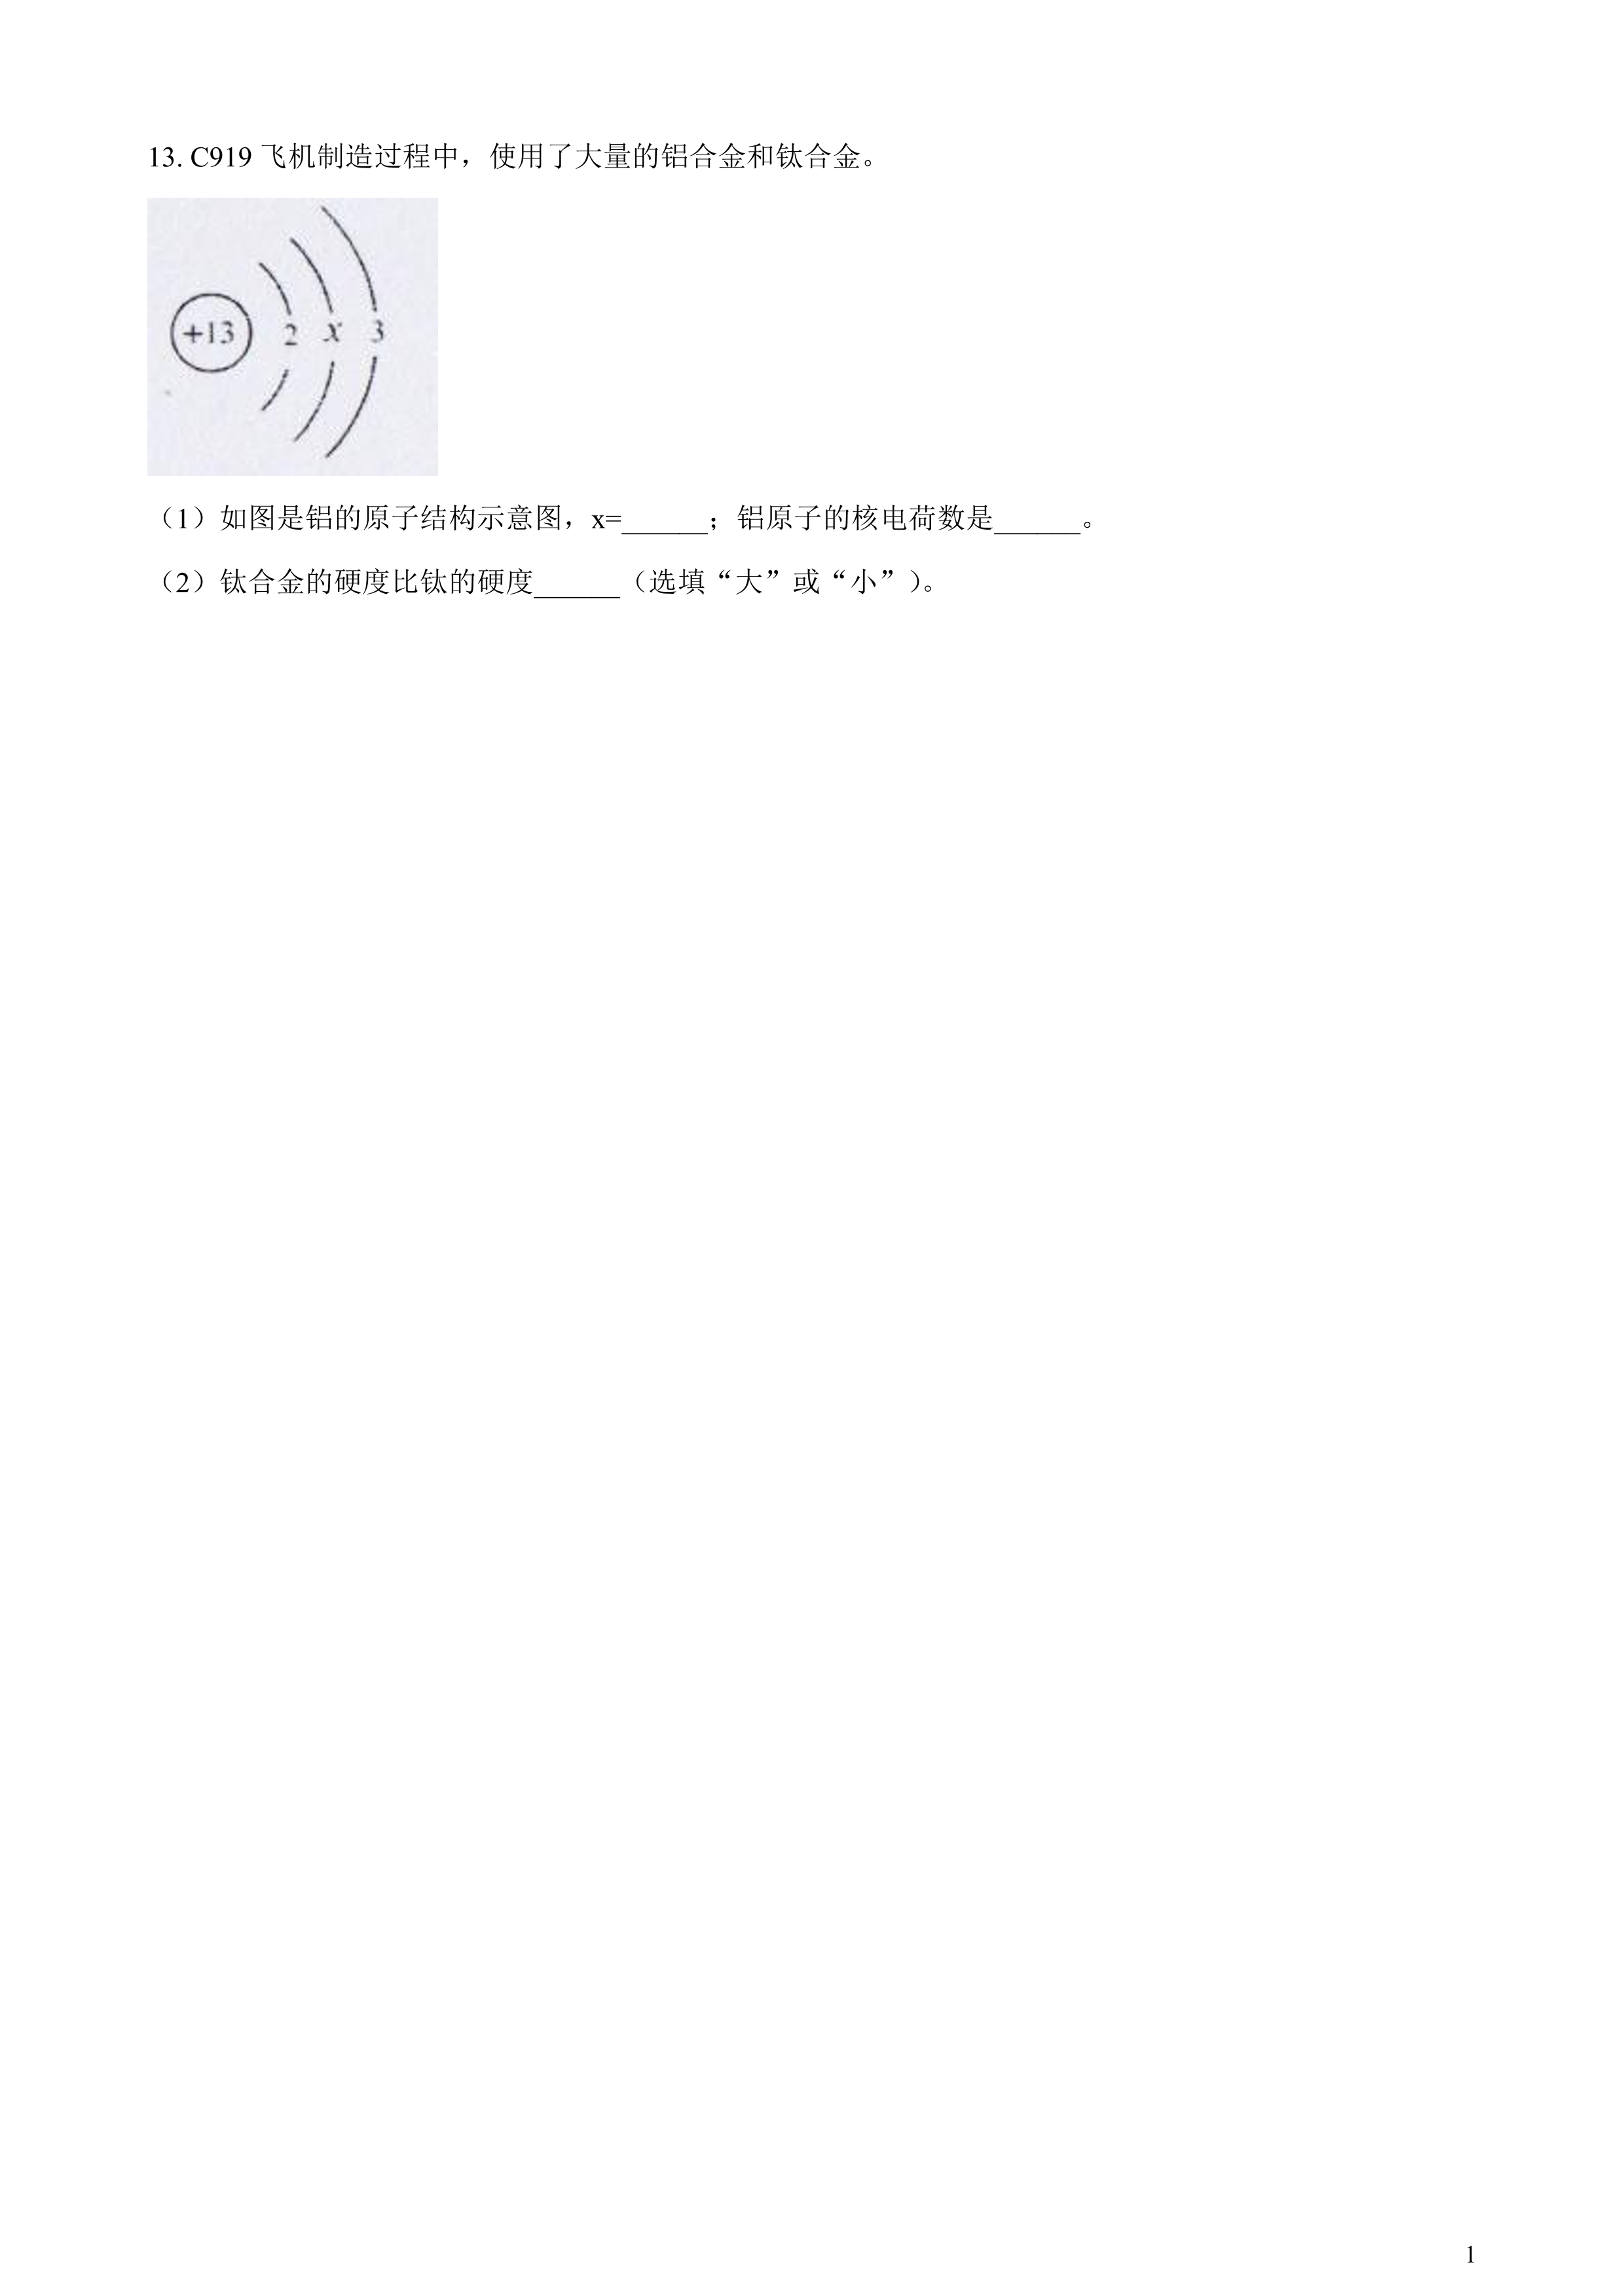 13. C919 飞机制造过程中，使用了大量的铝合金和钛合金。
+13 2 x 3
（1）如图是铝的原子结构示意图，x=______；铝原子的核电荷数是______。
（2）钛合金的硬度比钛的硬度______（选填“大”或“小”）。
1